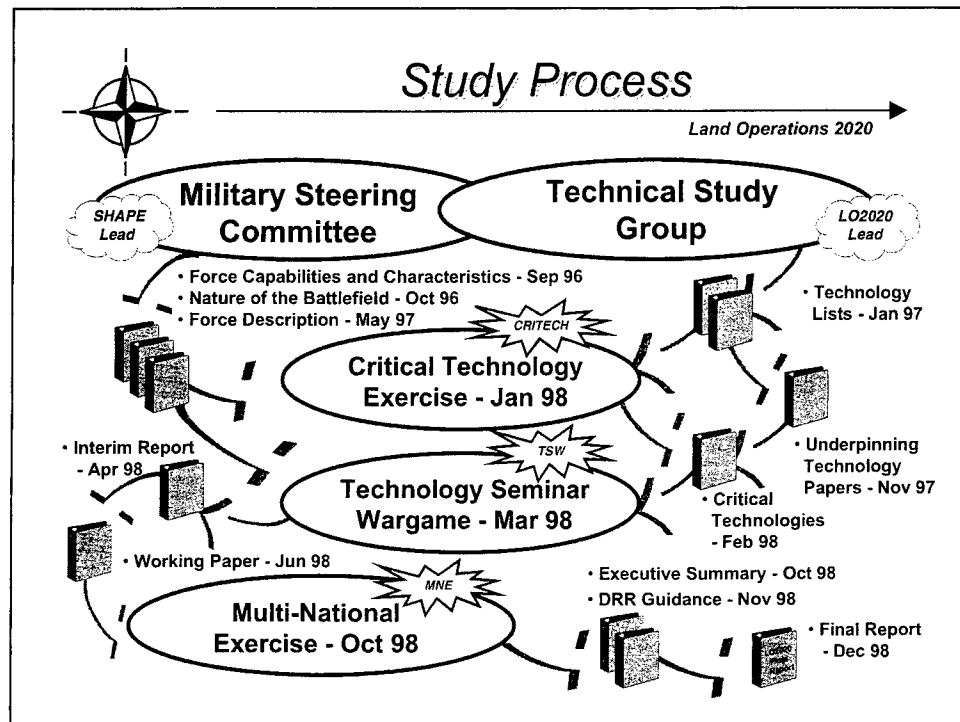 Study Process
Land Operations 2020
Military Steering
Committee
Technical Study
Group
SHAPE
Lead
LO2020
Lead
• Force Capabilities and Characteristics - Sep 96
• Nature of the Battlefield - Oct 96
• Force Description - May 97
• Technology
Lists - Jan 97
CRITECH
Critical Technology
Exercise - Jan 98
• Interim Report
- Apr 98
TSW
Technology Seminar
Wargame - Mar 98
• Underpinning
Technology
Papers - Nov 97
• Critical
Technologies
- Feb 98
• Working Paper - Jun 98
MNE
Multi-National
Exercise - Oct 98
• Executive Summary - Oct 98
• DRR Guidance - Nov 98
• Final Report
- Dec 98
LO2020
Final
Report